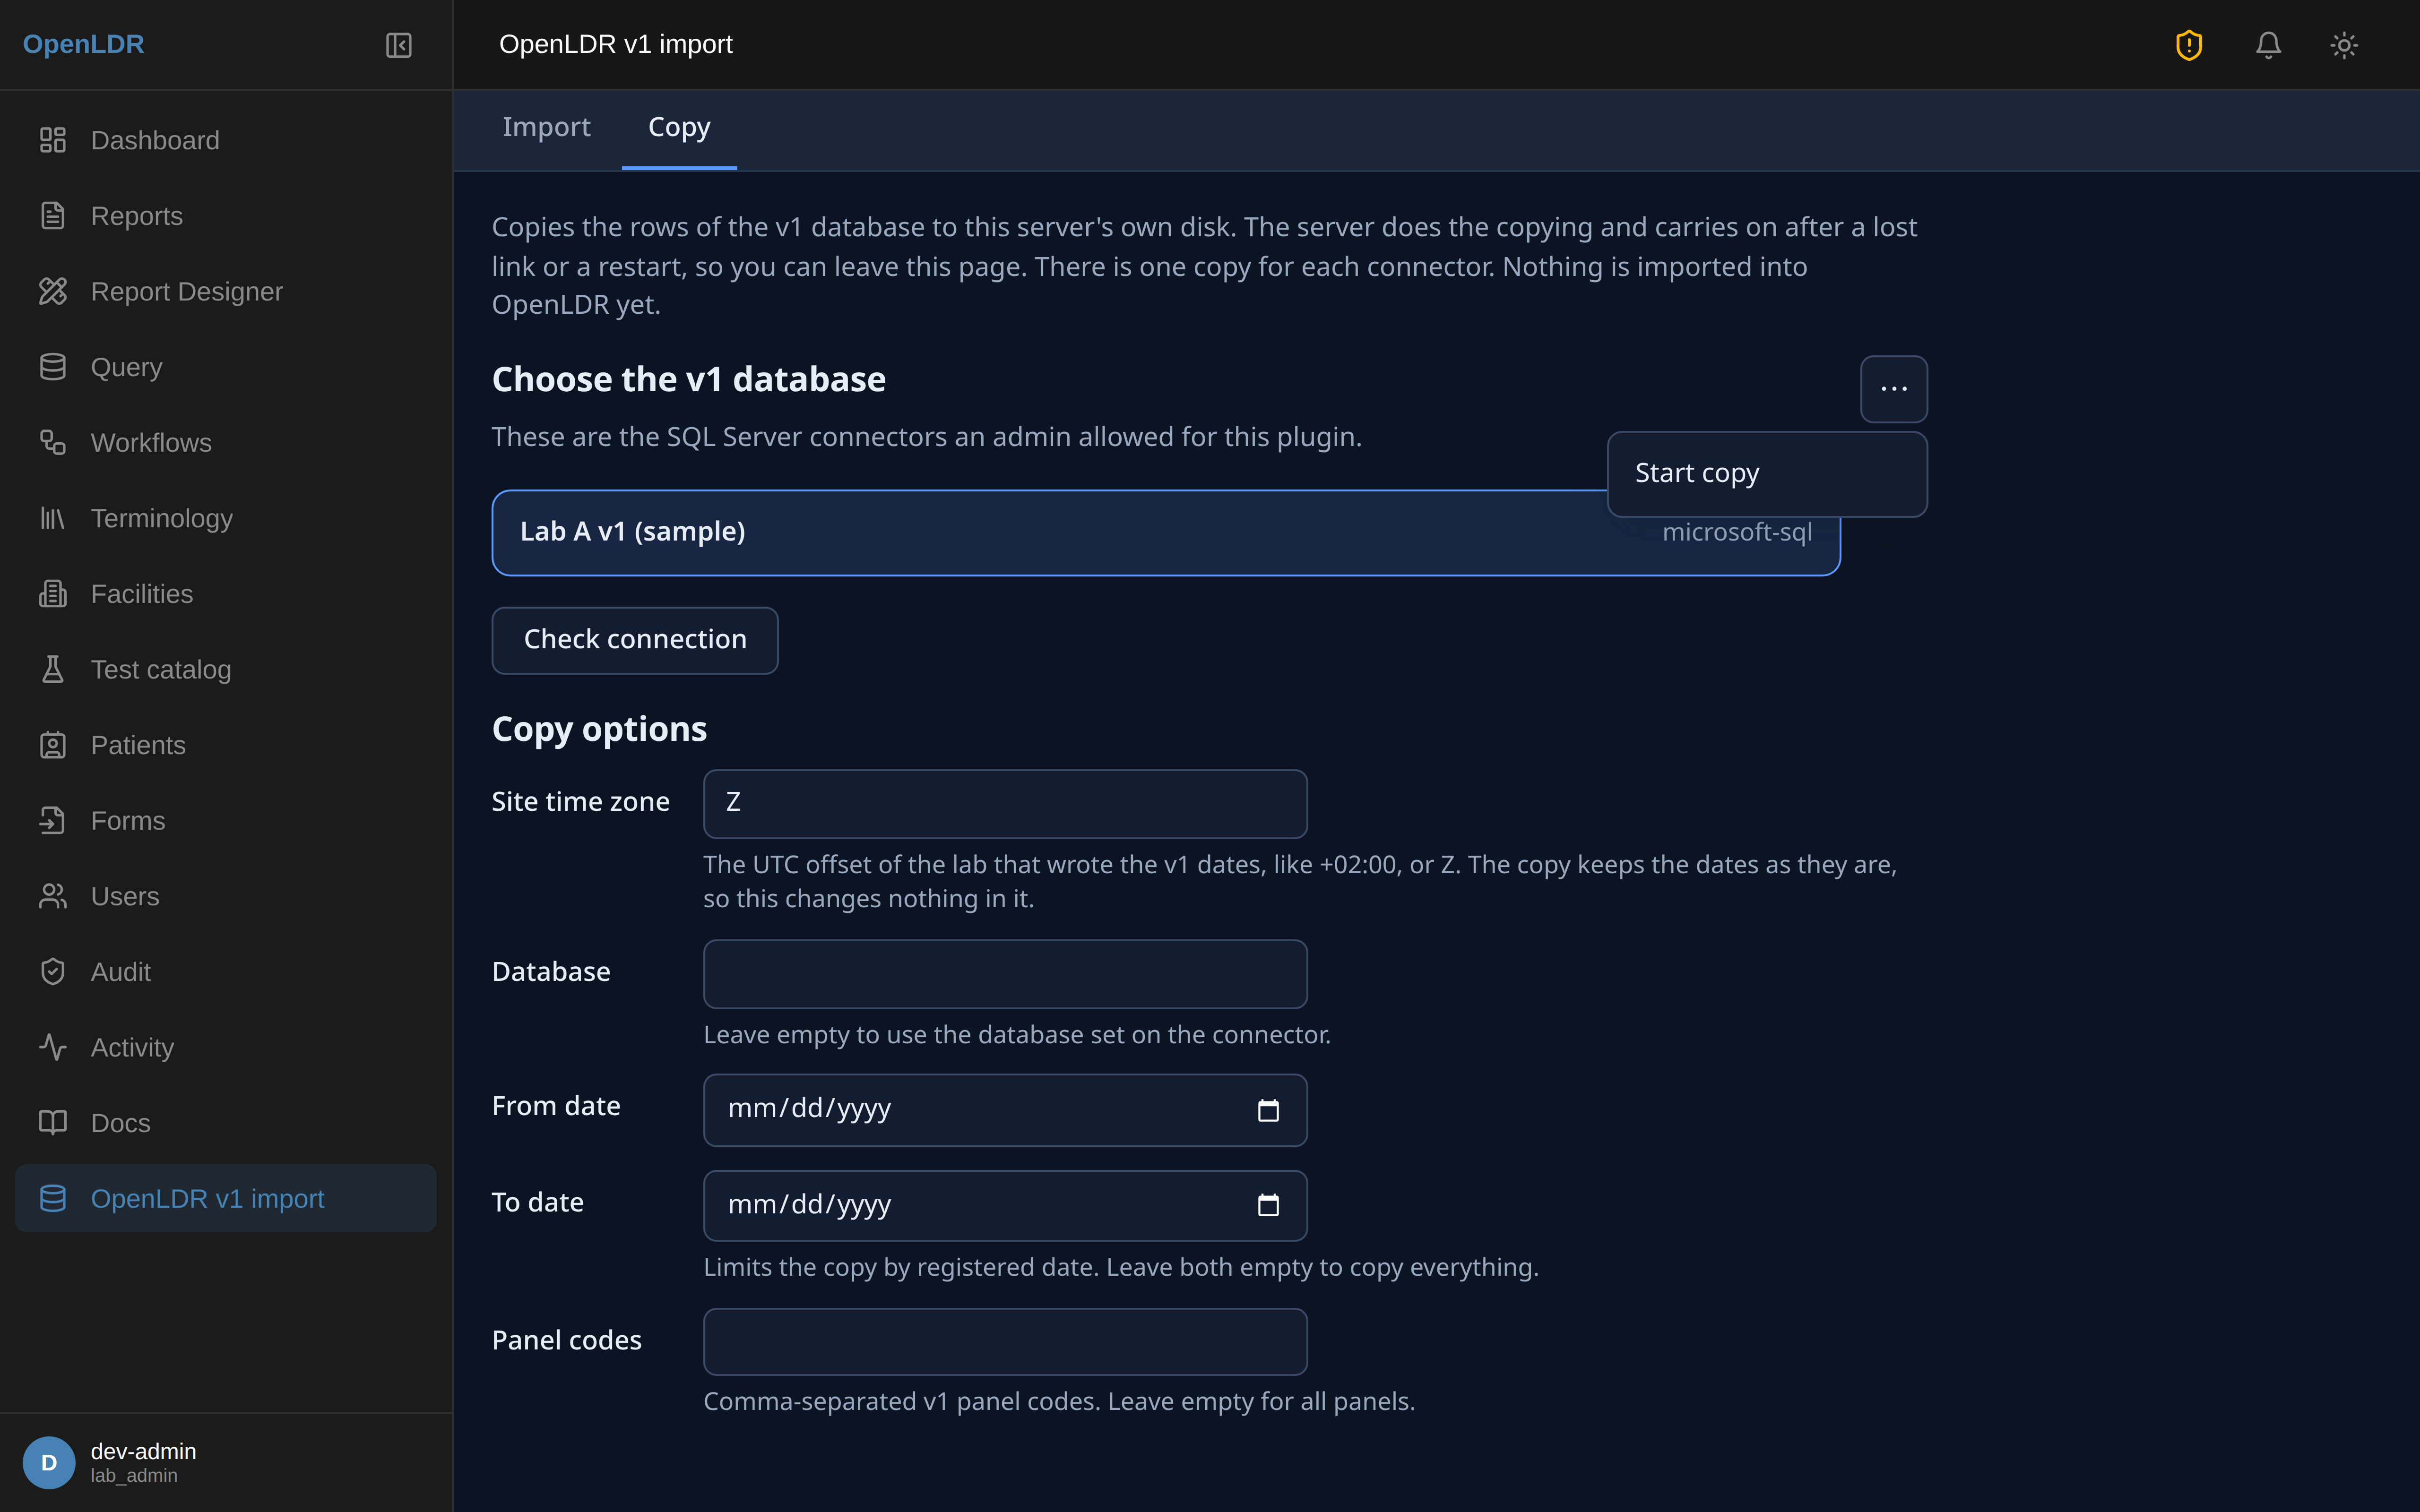 OpenLDR
OpenLDR v1 import
Dashboard
Reports
Report Designer
Query
Workflows
Terminology
Facilities
Test catalog
Patients
Forms
Users
Audit
Activity
Docs
OpenLDR v1 import
D
dev-admin
lab_admin
Import
Copy
Copies the rows of the v1 database to this server's own disk. The server does the copying and carries on after a lost
link or a restart, so you can leave this page. There is one copy for each connector. Nothing is imported into
OpenLDR yet.
Choose the v1 database
...
These are the SQL Server connectors an admin allowed for this plugin.
Start copy
Lab A v1 (sample)
microsoft-sql
Check connection
Copy options
Site time zone
Z
The UTC offset of the lab that wrote the v1 dates, like +02:00, or Z. The copy keeps the dates as they are,
so this changes nothing in it.
Database
Leave empty to use the database set on the connector.
From date
mm/dd/yyyy
To date
mm/dd/yyyy
Limits the copy by registered date. Leave both empty to copy everything.
Panel codes
Comma-separated v1 panel codes. Leave empty for all panels.